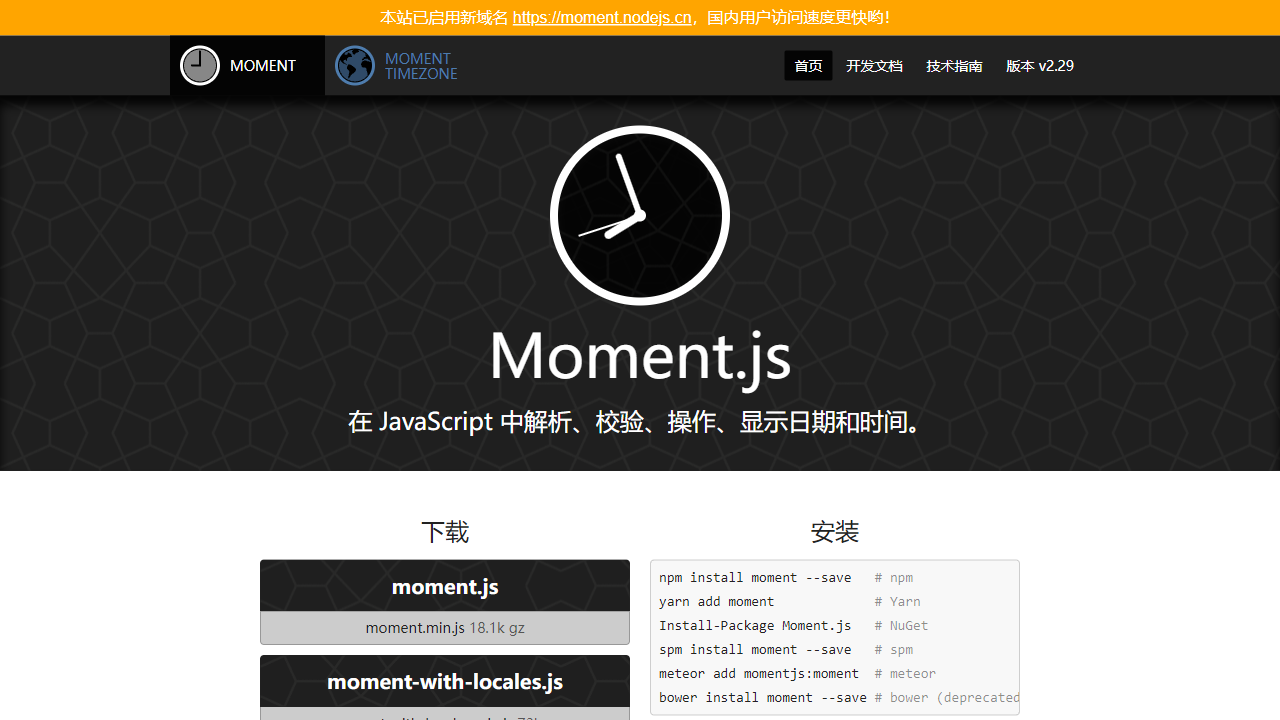 本站已启用新域名 https://moment.nodejs.cn，国内用户访问速度更快哟！
MOMENT
MOMENT
TIMEZONE
首页
开发文档
技术指南
版本 v2.29
Moment.js
在 JavaScript 中解析、校验、操作、显示日期和时间。
下载
moment.js
moment.min.js 18.1k gz
moment-with-locales.js
安装
npm install moment --save # npm
yarn add moment # Yarn
Install-Package Moment.js # NuGet
spm install moment --save # spm
meteor add momentjs:moment # meteor
bower install moment --save # bower (deprecated